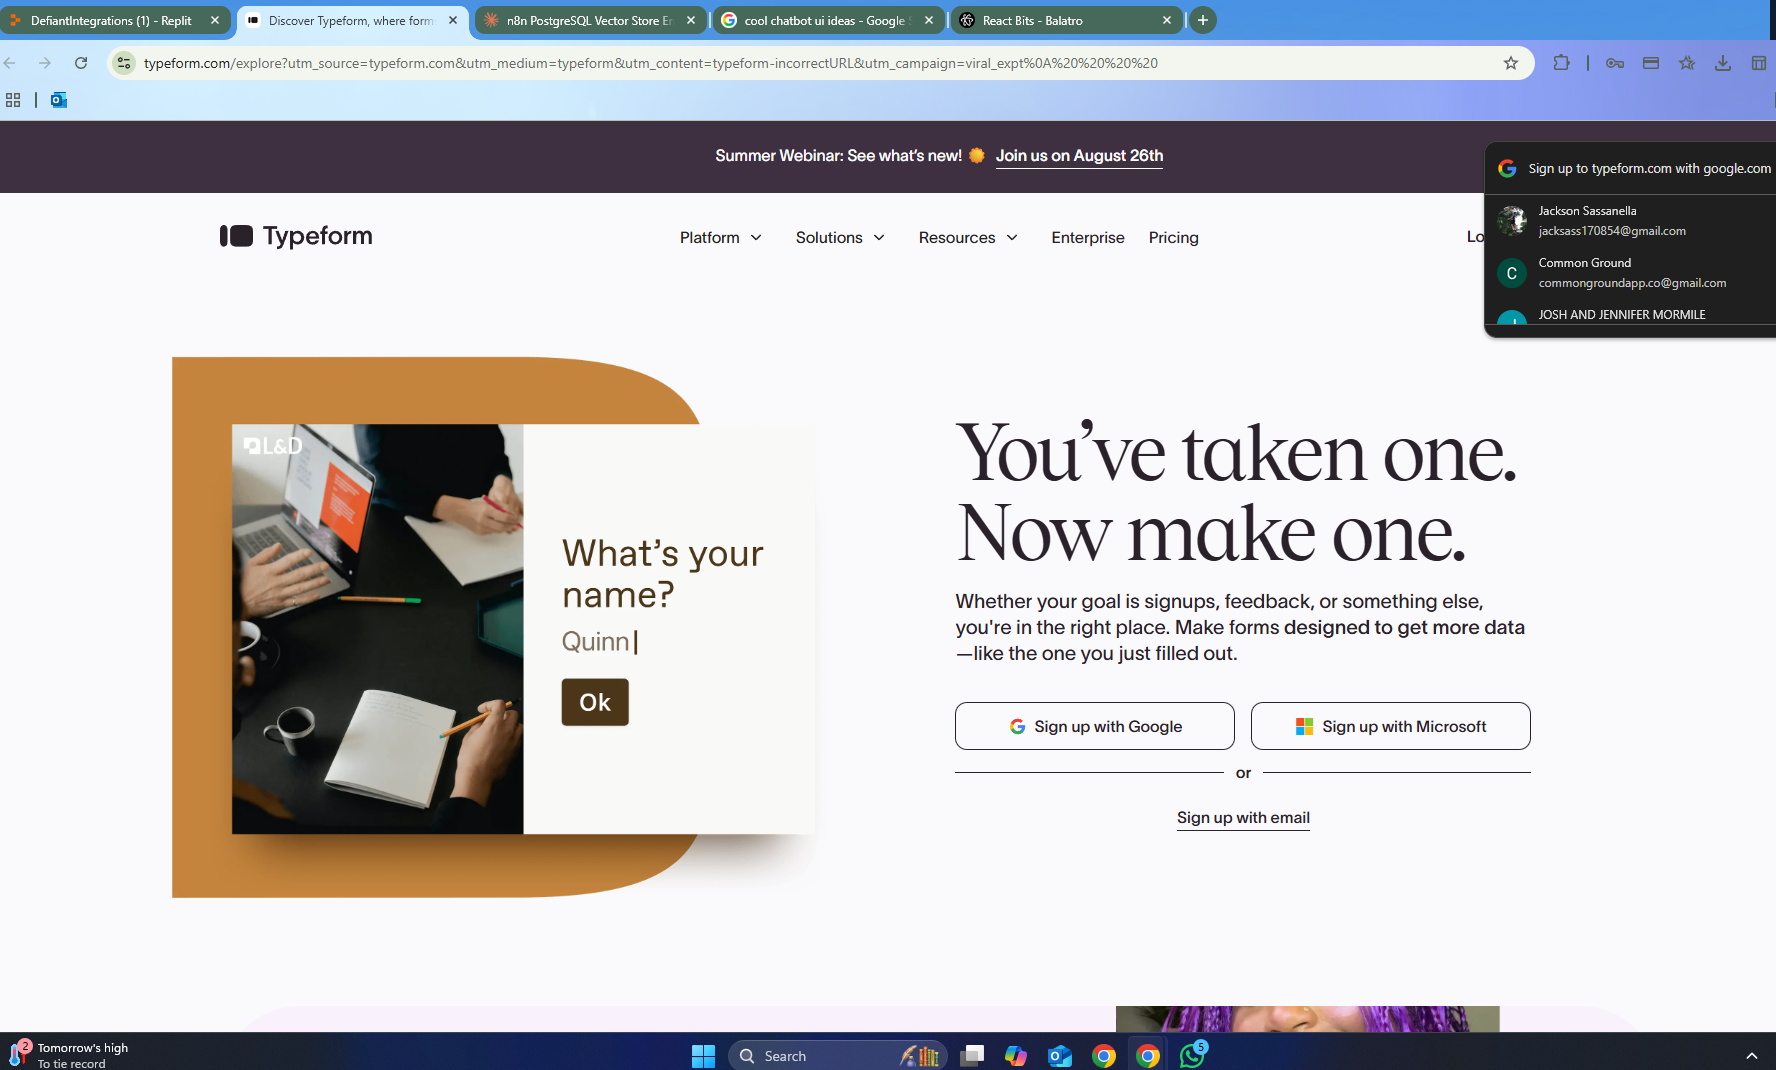 DefiantIntegrations (1) - Replit
Discover Typeform, where form
n8n PostgreSQL Vector Store Er
cool chatbot ui ideas - Google S
React Bits - Balatro
typeform.com/explore?utm_source=typeform.com&utm_medium=typeform&utm_content=typeform-incorrectURL&utm_campaign=viral_expt%0A%20%20%20%20
Summer Webinar: See what's new! Join us on August 26th
Sign up to typeform.com with google.com
Jackson Sassanella
jacksass170854@gmail.com
Common Ground
commongroundapp.co@gmail.com
JOSH AND JENNIFER MORMILE
Typeform
Platform
Solutions
Resources
Enterprise
Pricing
Lo
L&D
What's your
name?
Quinn
Ok
You've taken one.
Now make one.
Whether your goal is signups, feedback, or something else,
you're in the right place. Make forms designed to get more data
—like the one you just filled out.
Sign up with Google
Sign up with Microsoft
or
Sign up with email
2
Tomorrow's high
To tie record
Search
5